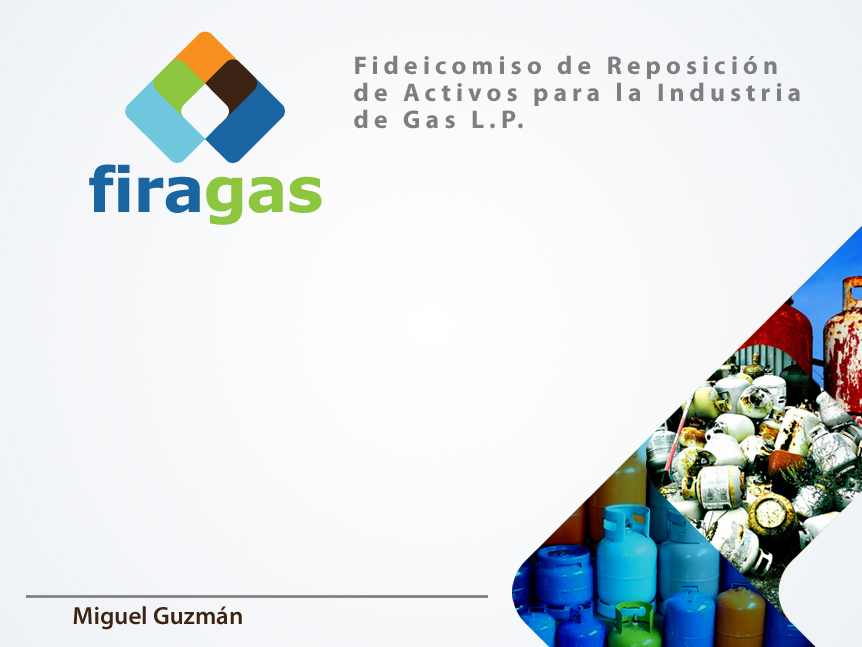 Fideicomiso de Reposición
de Activos para la Industria
de Gas L.P.
firagas
Miguel Guzmán